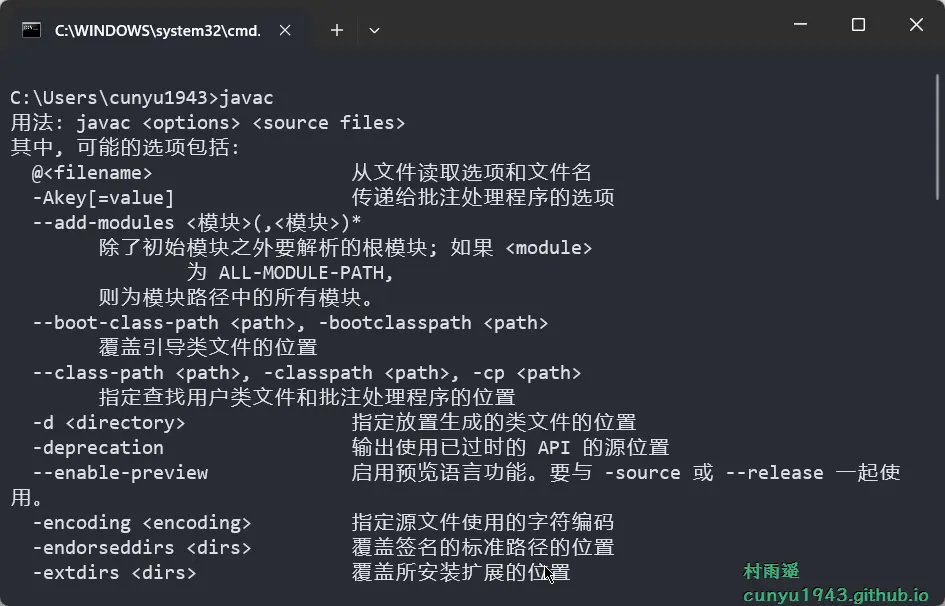 C:\WINDOWS\system32\cmd.
C:\Users\cunyu1943>javac
用法: javac <options> <source files>
其中, 可能的选项包括:
@<filename> 从文件读取选项和文件名
-Akey[=value] 传递给批注处理程序的选项
--add-modules <模块>(,<模块>)*
除了初始模块之外要解析的根模块; 如果 <module>
为 ALL-MODULE-PATH,
则为模块路径中的所有模块。
--boot-class-path <path>, -bootclasspath <path>
覆盖引导类文件的位置
--class-path <path>, -classpath <path>, -cp <path>
指定查找用户类文件和批注处理程序的位置
-d <directory> 指定放置生成的类文件的位置
-deprecation 输出使用已过时的 API 的源位置
--enable-preview 启用预览语言功能。要与 -source 或 --release 一起使
用。
-encoding <encoding> 指定源文件使用的字符编码
-endorseddirs <dirs> 覆盖签名的标准路径的位置
-extdirs <dirs> 覆盖所安装扩展的位置
村雨遥
cunyu1943.github.io